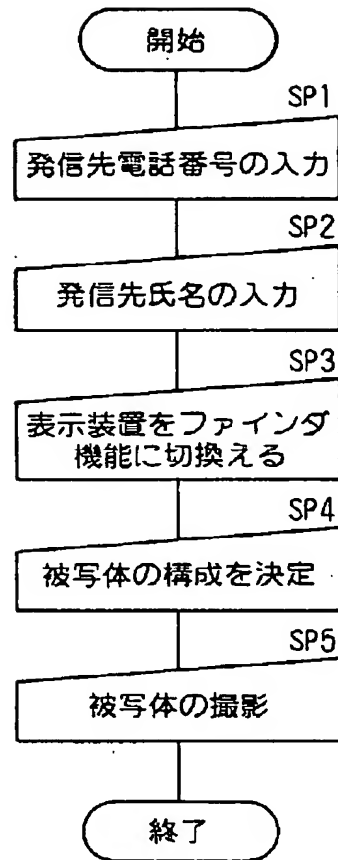 開始
SP1
発信先電話番号の入力
SP2
発信先氏名の入力
SP3
表示装置をファインダ
機能に切換える
SP4
被写体の構成を決定
SP5
被写体の撮影
終了